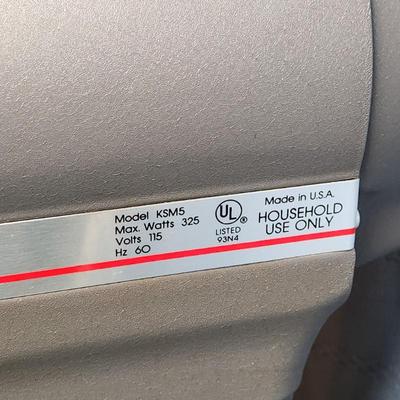 Model KSM5
Max. Watts 325
Volts 115
Hz 60
UL
LISTED
93N4
Made in U.S.A.
HOUSEHOLD
USE ONLY